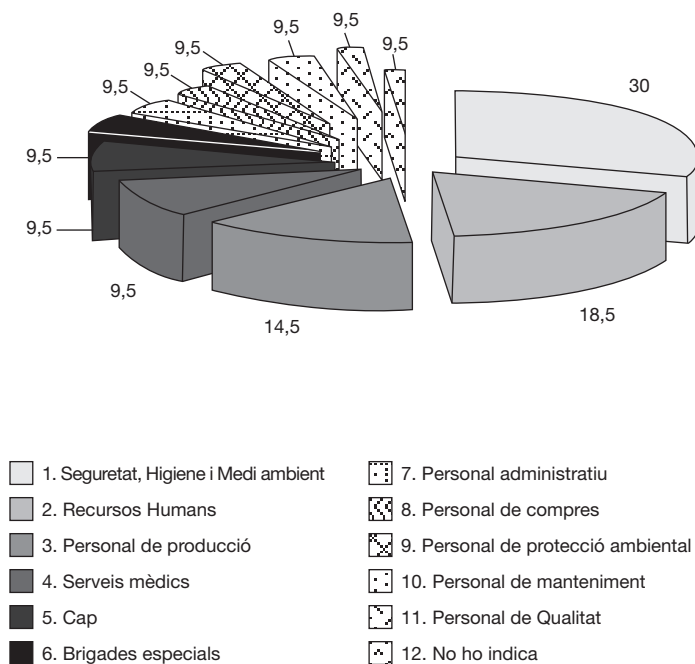 9,5
9,5
9,5
9,5
9,5
9,5
30
9,5
9,5
9,5
14,5
18,5
1. Seguretat, Higiene i Medi ambient
2. Recursos Humans
3. Personal de producció
4. Serveis mèdics
5. Cap
6. Brigades especials
7. Personal administratiu
8. Personal de compres
9. Personal de protecció ambiental
10. Personal de manteniment
11. Personal de Qualitat
12. No ho indica